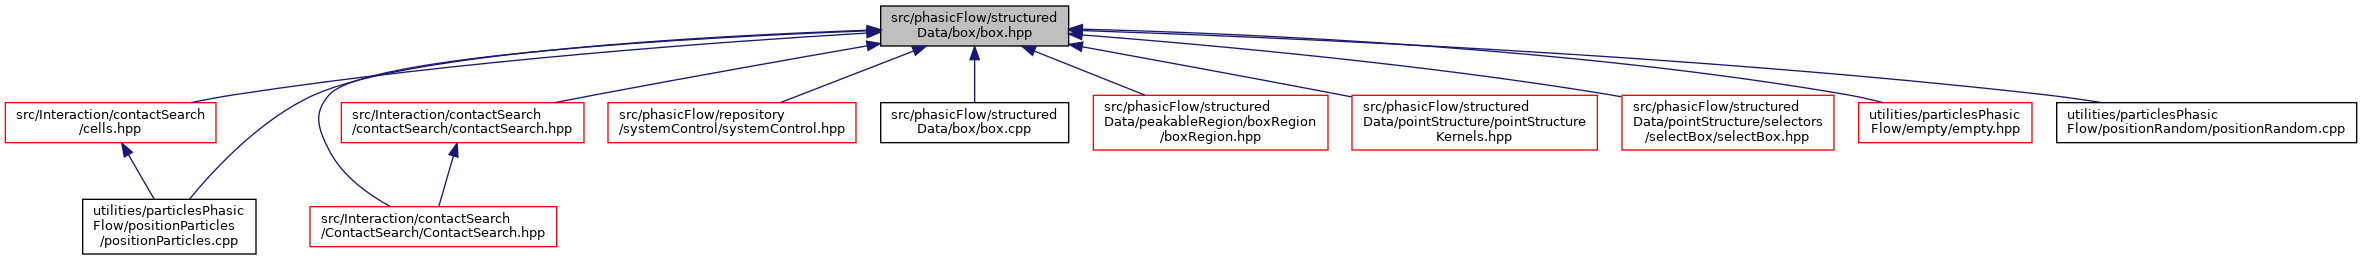 src/phasicFlow/structured
Data/box/box.hpp
src/Interaction/contactSearch
/cells.hpp
src/Interaction/contactSearch
/contactSearch/contactSearch.hpp
src/phasicFlow/repository
/systemControl/systemControl.hpp
src/phasicFlow/structured
Data/box/box.cpp
src/phasicFlow/structured
Data/peakableRegion/boxRegion
/boxRegion.hpp
src/phasicFlow/structured
Data/pointStructure/pointStructure
Kernels.hpp
src/phasicFlow/structured
Data/pointStructure/selectors
/selectBox/selectBox.hpp
utilities/particlesPhasic
Flow/empty/empty.hpp
utilities/particlesPhasic
Flow/positionRandom/positionRandom.cpp
utilities/particlesPhasic
Flow/positionParticles
/positionParticles.cpp
src/Interaction/contactSearch
/ContactSearch/ContactSearch.hpp